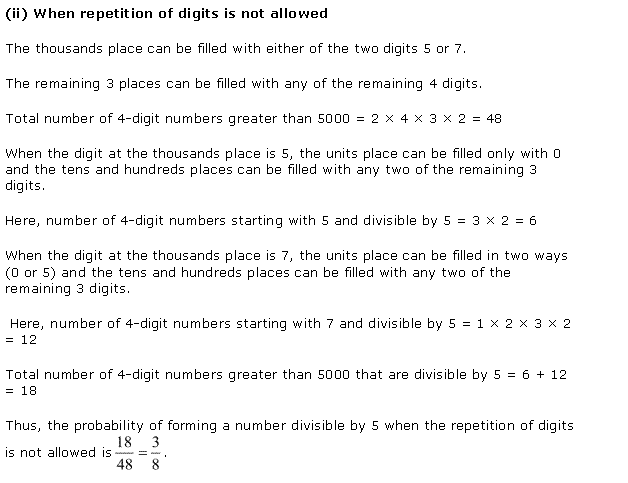 (ii) When repetition of digits is not allowed
The thousands place can be filled with either of the two digits 5 or 7.
The remaining 3 places can be filled with any of the remaining 4 digits.
Total number of 4-digit numbers greater than 5000 = 2 × 4 × 3 × 2 = 48
When the digit at the thousands place is 5, the units place can be filled only with 0
and the tens and hundreds places can be filled with any two of the remaining 3
digits.
Here, number of 4-digit numbers starting with 5 and divisible by 5 = 3 × 2 = 6
When the digit at the thousands place is 7, the units place can be filled in two ways
(0 or 5) and the tens and hundreds places can be filled with any two of the
remaining 3 digits.
Here, number of 4-digit numbers starting with 7 and divisible by 5 = 1 × 2 × 3 × 2
= 12
Total number of 4-digit numbers greater than 5000 that are divisible by 5 = 6 + 12
= 18
Thus, the probability of forming a number divisible by 5 when the repetition of digits
is not allowed is 18/48 = 3/8.